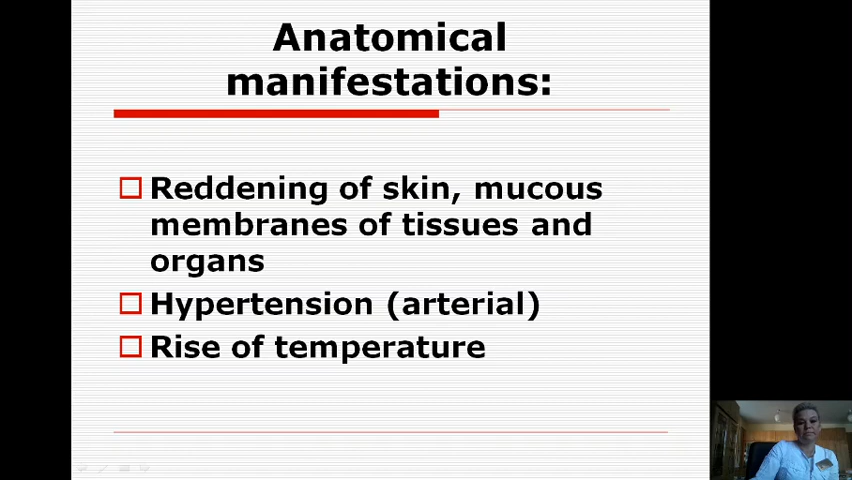 Anatomical
manifestations:
Reddening of skin, mucous
membranes of tissues and
organs
Hypertension (arterial)
Rise of temperature